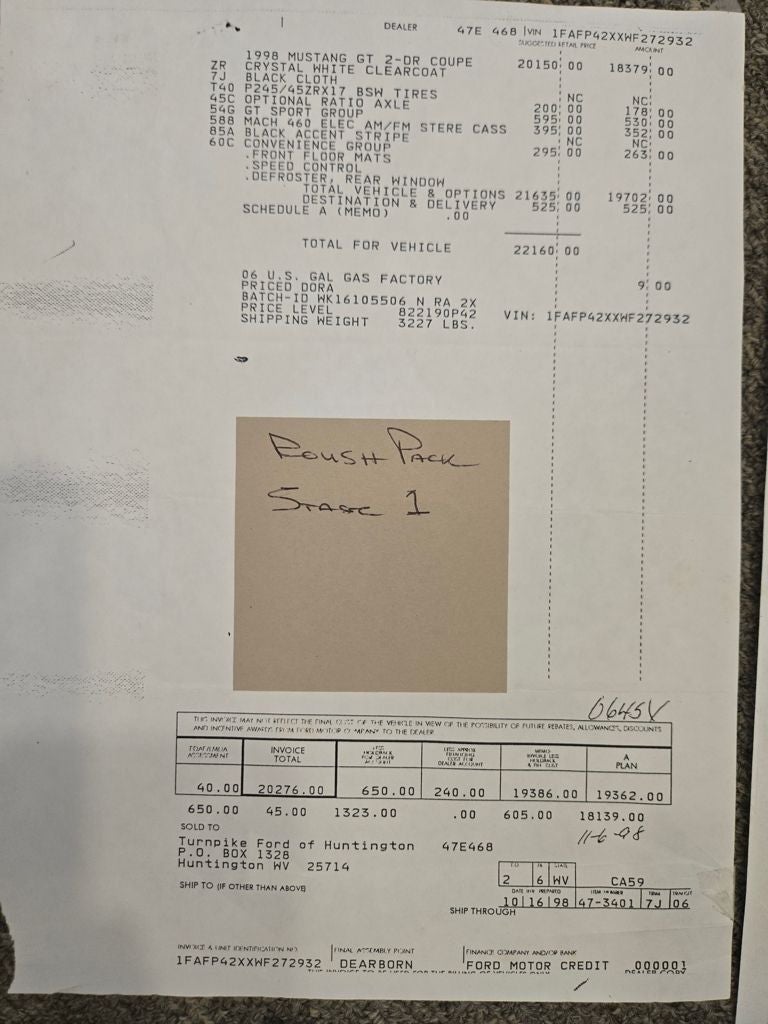 DEALER 47E 468 VIN 1FAFP42XXWF272932
SUGGESTED RETAIL PRICE AMOUNT
1998 MUSTANG GT 2-DR COUPE 20150 00 18379 00
ZR CRYSTAL WHITE CLEARCOAT
7J BLACK CLOTH
T40 P245/45ZRX17 BSW TIRES NC NC
45C OPTIONAL RATIO AXLE 200 00 178 00
54G GT SPORT GROUP 595 00 530 00
588 MACH 460 ELEC AM/FM STERE CASS 395 00 352 00
85A BLACK ACCENT STRIPE NC NC
60C CONVENIENCE GROUP 295 00 263 00
.FRONT FLOOR MATS
.SPEED CONTROL
.DEFROSTER, REAR WINDOW
TOTAL VEHICLE & OPTIONS 21635 00 19702 00
DESTINATION & DELIVERY 525 00 525 00
SCHEDULE A (MEMO) .00
TOTAL FOR VEHICLE 22160 00
06 U.S. GAL GAS FACTORY 9 00
PRICED DORA
BATCH-ID WK16105506 N RA 2X
PRICE LEVEL 822190P42 VIN: 1FAFP42XXWF272932
SHIPPING WEIGHT 3227 LBS.
Roush Pack
Stage 1
0645V
THIS INVOICE MAY NOT REFLECT THE FINAL COST OF THE VEHICLE IN VIEW OF THE POSSIBILITY OF FUTURE REBATES, ALLOWANCES, DISCOUNTS
AND INCENTIVE AWARDS FROM FORD MOTOR COMPANY TO THE DEALER
INVOICE TOTAL
A PLAN
40.00 20276.00 650.00 240.00 19386.00 19362.00
650.00 45.00 1323.00 .00 605.00 18139.00
11-6-98
SOLD TO
Turnpike Ford of Huntington 47E468
P.O. BOX 1328
Huntington WV 25714
SHIP TO (IF OTHER THAN ABOVE)
2 6 WV CA59
10 16 98 47-3401 7J 06
SHIP THROUGH
INVOICE & UNIT IDENTIFICATION NO. FINAL ASSEMBLY POINT FINANCE COMPANY AND/OR BANK
1FAFP42XXWF272932 DEARBORN FORD MOTOR CREDIT 000001
DEALER COPY